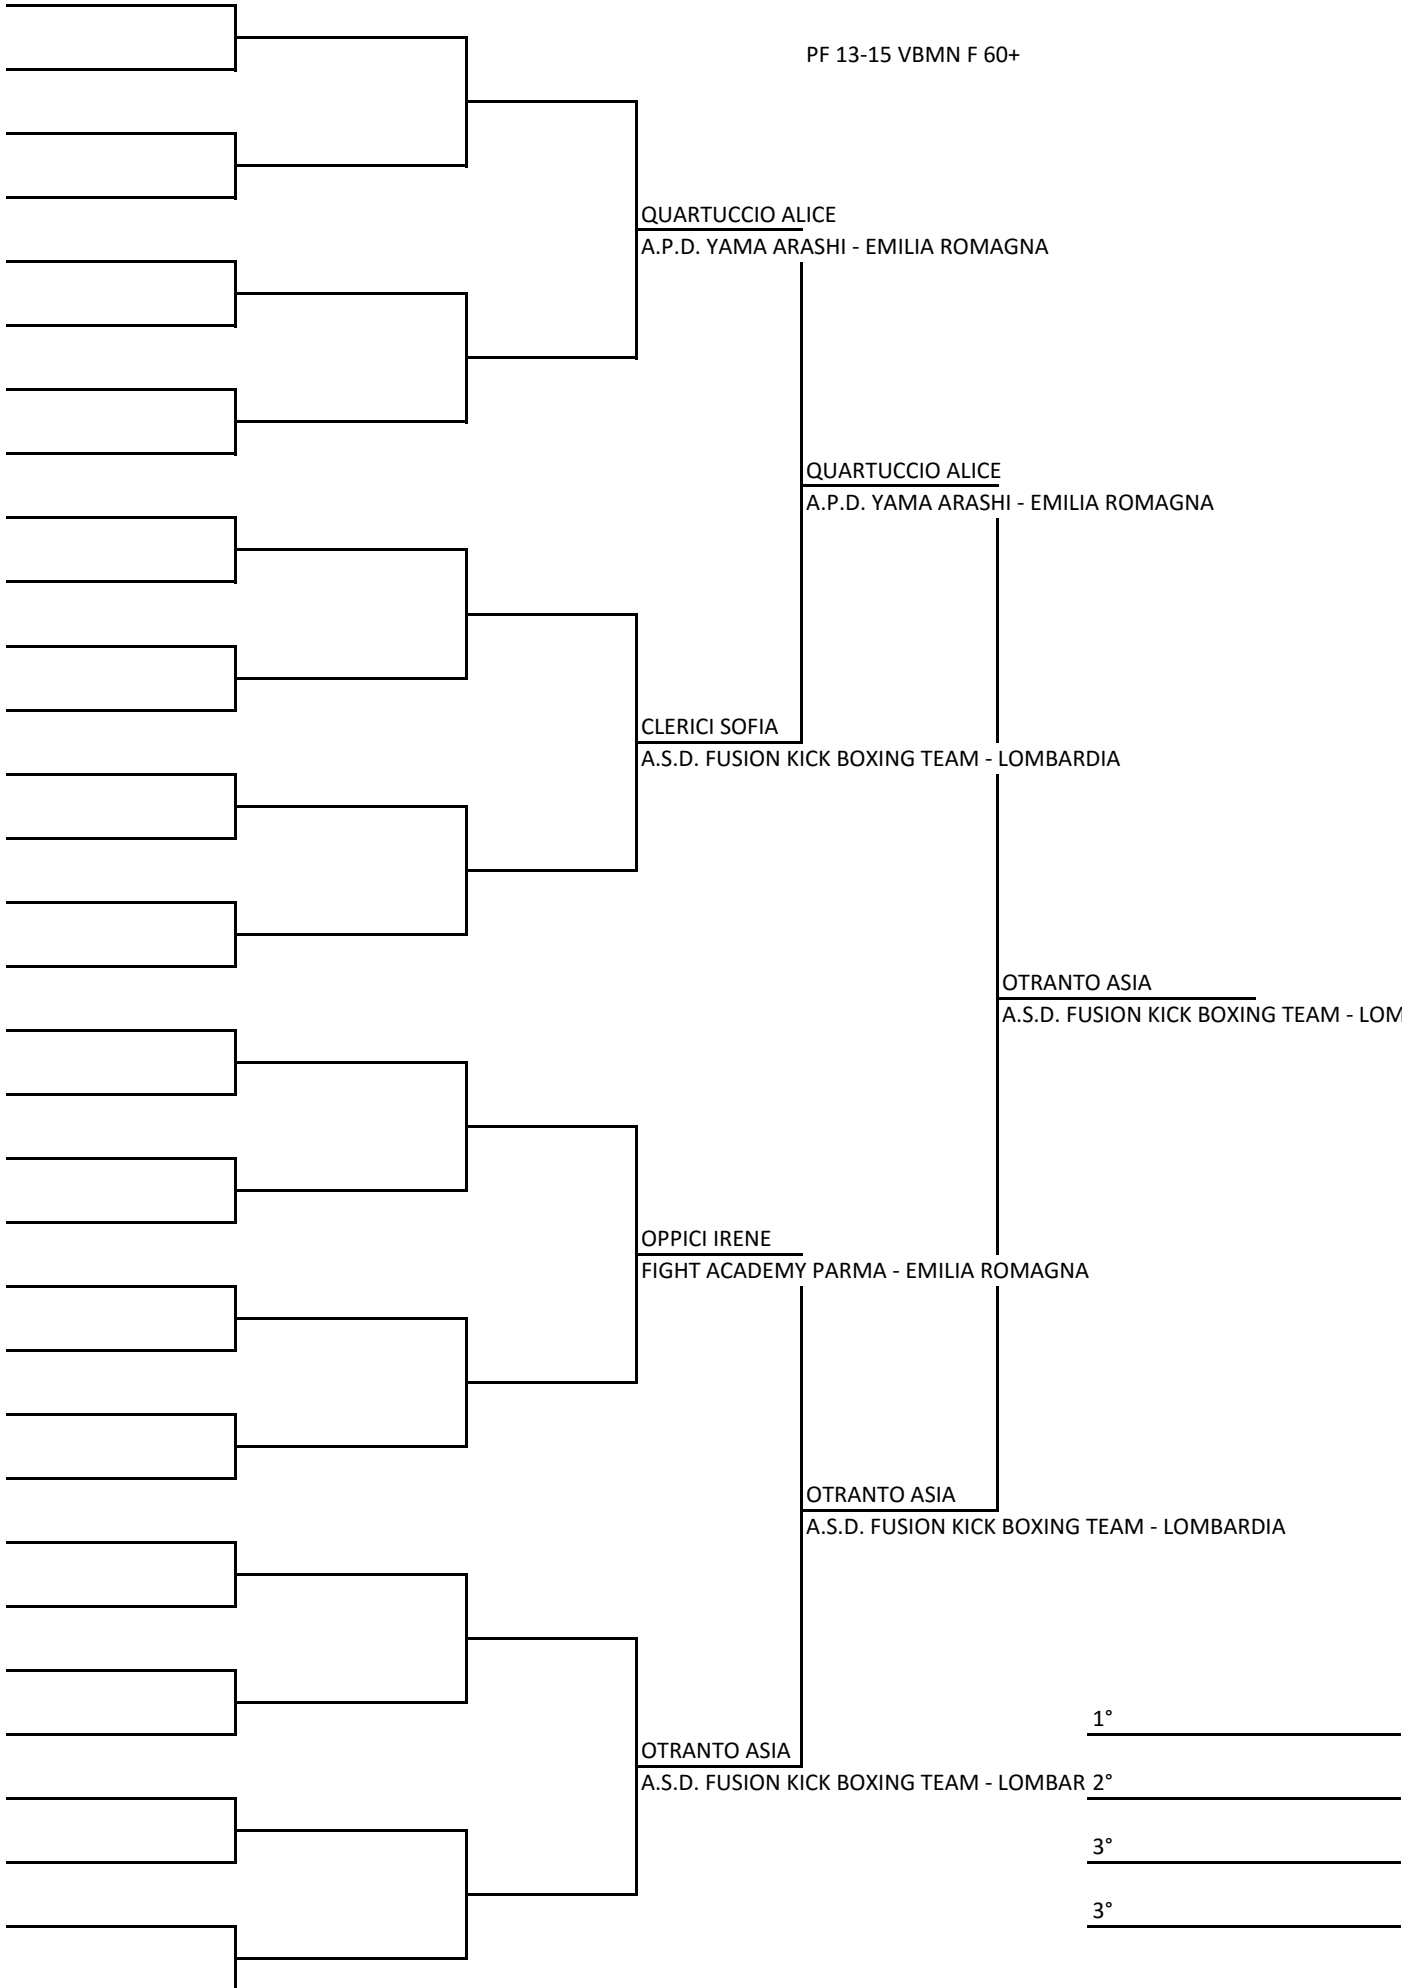 PF 13-15 VBMN F 60+
QUARTUCCIO ALICE
A.P.D. YAMA ARASHI - EMILIA ROMAGNA
QUARTUCCIO ALICE
A.P.D. YAMA ARASHI - EMILIA ROMAGNA
CLERICI SOFIA
A.S.D. FUSION KICK BOXING TEAM - LOMBARDIA
OTRANTO ASIA
A.S.D. FUSION KICK BOXING TEAM - LOM
OPPICI IRENE
FIGHT ACADEMY PARMA - EMILIA ROMAGNA
OTRANTO ASIA
A.S.D. FUSION KICK BOXING TEAM - LOMBARDIA
1°
OTRANTO ASIA
A.S.D. FUSION KICK BOXING TEAM - LOMBAR 2°
3°
3°